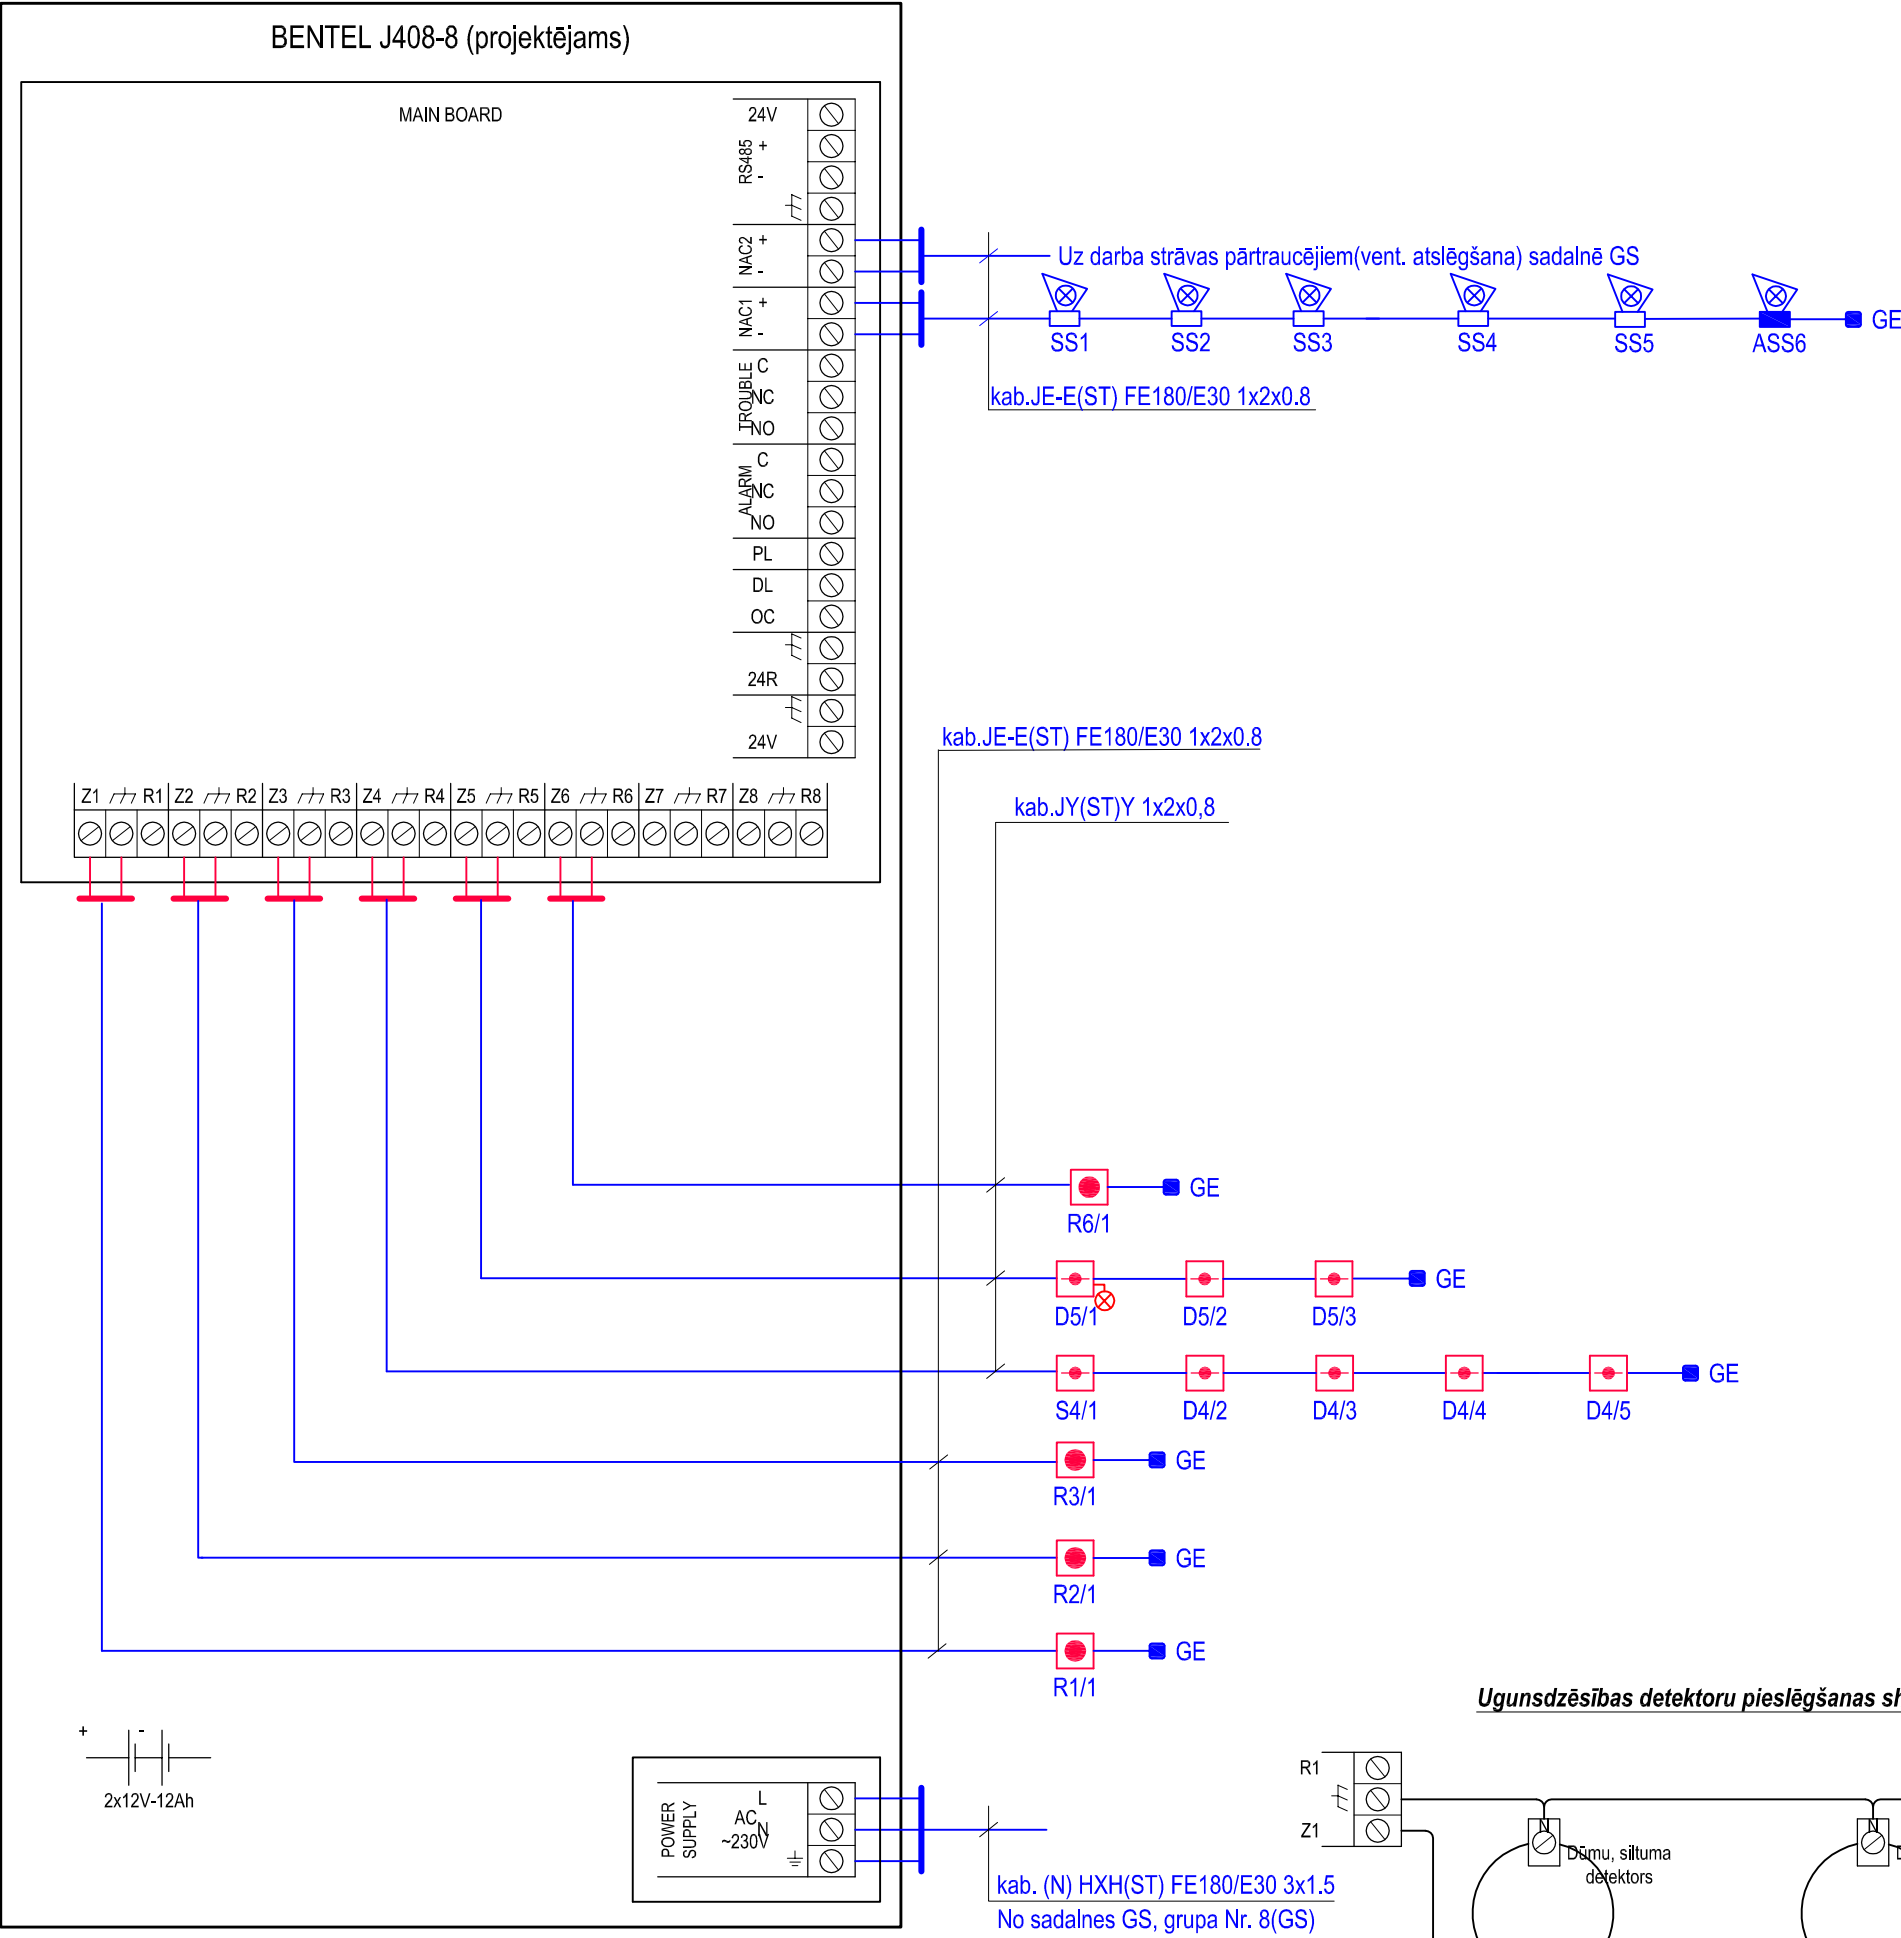 BENTEL J408-8 (projektējams)
MAIN BOARD
24V
RS485
+
-
NAC2
+
-
NAC1
+
-
TROUBLE
C
NC
NO
ALARM
C
NC
NO
PL
DL
OC
24R
24V
Uz darba strāvas pārtraucējiem(vent. atslēgšana) sadalnē GS
SS1 SS2 SS3 SS4 SS5 ASS6 GE
kab.JE-E(ST) FE180/E30 1x2x0.8
kab.JE-E(ST) FE180/E30 1x2x0.8
kab.JY(ST)Y 1x2x0,8
Z1 R1 Z2 R2 Z3 R3 Z4 R4 Z5 R5 Z6 R6 Z7 R7 Z8 R8
GE
R6/1
GE
D5/1 D5/2 D5/3
GE
S4/1 D4/2 D4/3 D4/4 D4/5
GE
R3/1
GE
R2/1
GE
R1/1
+ -
2x12V-12Ah
POWER
SUPPLY
L
AC
N
~230V
kab. (N) HXH(ST) FE180/E30 3x1.5
No sadalnes GS, grupa Nr. 8(GS)
Ugunsdzēsības detektoru pieslēgšanas
R1
Z1
N
Dūmu, siltuma
detektors
N